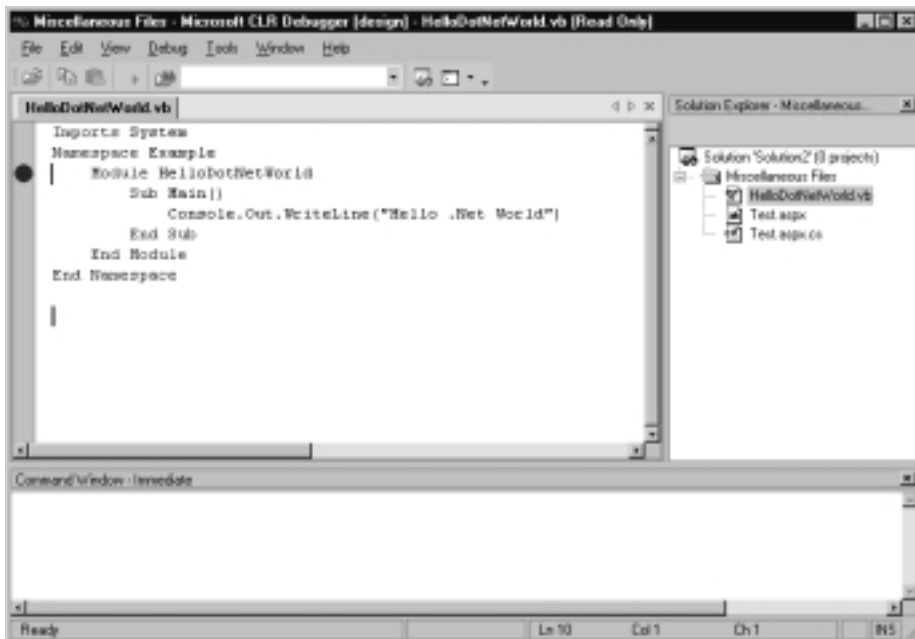 Miscellaneous Files - Microsoft CLR Debugger [design] - HelloDotNetWorld.vb [Read Only]
File Edit View Debug Tools Window Help
HelloDotNetWorld.vb
Imports System
Namespace Example
Module HelloDotNetWorld
Sub Main()
Console.Out.WriteLine("Hello .Net World")
End Sub
End Module
End Namespace
Solution Explorer - Miscellaneous...
Solution 'Solution2' (0 projects)
Miscellaneous Files
HelloDotNetWorld.vb
Test.aspx
Test.aspx.cs
Command Window - Immediate
Ready Ln 10 Col 1 Ch 1 INS